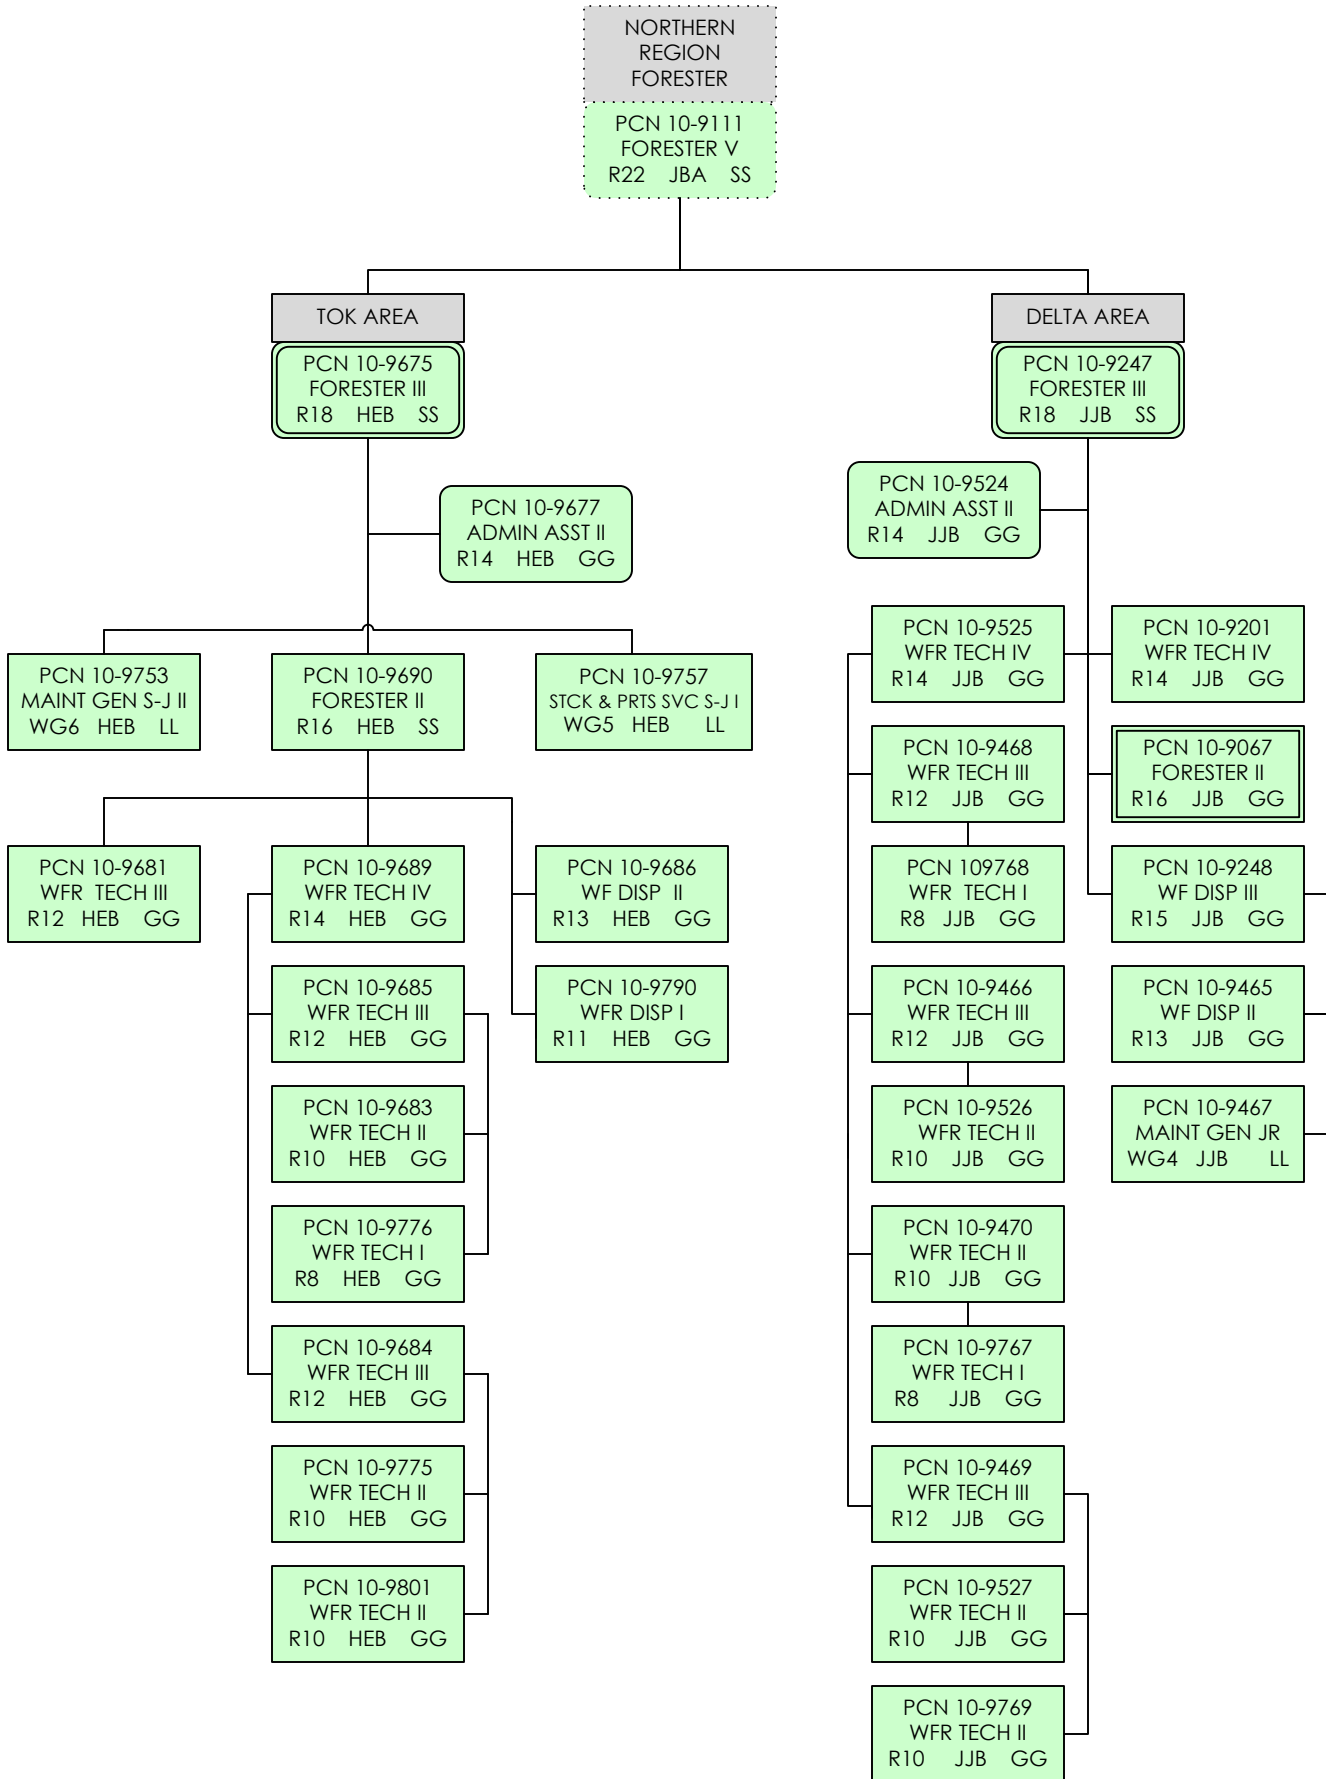 NORTHERN
REGION
FORESTER
PCN 10-9111
FORESTER V
R22 JBA SS
TOK AREA
PCN 10-9675
FORESTER III
R18 HEB SS
PCN 10-9677
ADMIN ASST II
R14 HEB GG
PCN 10-9753
MAINT GEN S-J II
WG6 HEB LL
PCN 10-9690
FORESTER II
R16 HEB SS
PCN 10-9757
STCK & PRTS SVC S-J I
WG5 HEB LL
PCN 10-9681
WFR TECH III
R12 HEB GG
PCN 10-9689
WFR TECH IV
R14 HEB GG
PCN 10-9686
WF DISP II
R13 HEB GG
PCN 10-9685
WFR TECH III
R12 HEB GG
PCN 10-9790
WFR DISP I
R11 HEB GG
PCN 10-9683
WFR TECH II
R10 HEB GG
PCN 10-9776
WFR TECH I
R8 HEB GG
PCN 10-9684
WFR TECH III
R12 HEB GG
PCN 10-9775
WFR TECH II
R10 HEB GG
PCN 10-9801
WFR TECH II
R10 HEB GG
DELTA AREA
PCN 10-9247
FORESTER III
R18 JJB SS
PCN 10-9524
ADMIN ASST II
R14 JJB GG
PCN 10-9525
WFR TECH IV
R14 JJB GG
PCN 10-9201
WFR TECH IV
R14 JJB GG
PCN 10-9468
WFR TECH III
R12 JJB GG
PCN 10-9067
FORESTER II
R16 JJB GG
PCN 109768
WFR TECH I
R8 JJB GG
PCN 10-9248
WF DISP III
R15 JJB GG
PCN 10-9466
WFR TECH III
R12 JJB GG
PCN 10-9465
WF DISP II
R13 JJB GG
PCN 10-9526
WFR TECH II
R10 JJB GG
PCN 10-9467
MAINT GEN JR
WG4 JJB LL
PCN 10-9470
WFR TECH II
R10 JJB GG
PCN 10-9767
WFR TECH I
R8 JJB GG
PCN 10-9469
WFR TECH III
R12 JJB GG
PCN 10-9527
WFR TECH II
R10 JJB GG
PCN 10-9769
WFR TECH II
R10 JJB GG